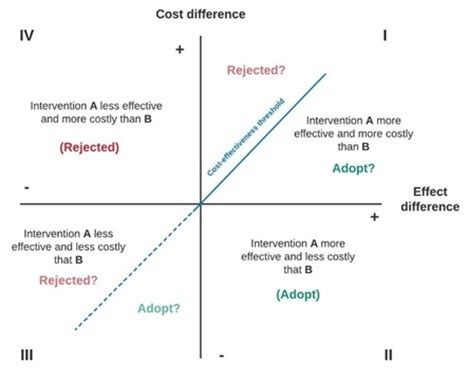 Cost difference
IV
I
+
Rejected?
Cost-effectiveness threshold
Intervention A less effective
and more costly than B
(Rejected)
Intervention A more
effective and more costly
than B
Adopt?
-
Effect
difference
+
Intervention A less
effective and less costly
that B
Rejected?
Intervention A more
effective and less costly
that B
(Adopt)
Adopt?
III
-
II